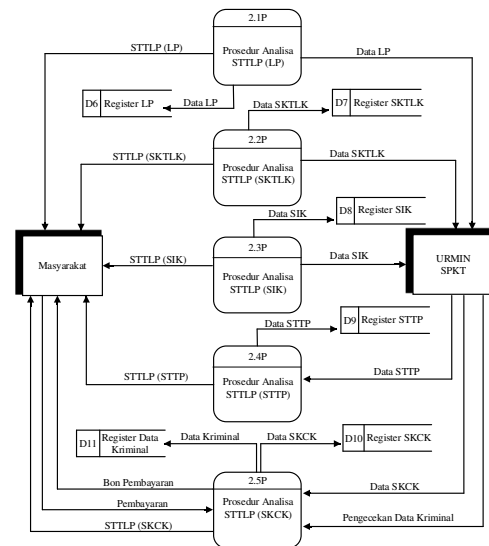 2.1P
Prosedur Analisa
STTLP (LP)
STTLP (LP)
Data LP
D6 Register LP
Data LP
Data SKTLK
D7 Register SKTLK
2.2P
Prosedur Analisa
STTLP (SKTLK)
STTLP (SKTLK)
Data SKTLK
Data SIK
D8 Register SIK
2.3P
Prosedur Analisa
STTLP (SIK)
Masyarakat
STTLP (SIK)
Data SIK
URMIN
SPKT
Data STTP
D9 Register STTP
2.4P
Prosedur Analisa
STTLP (STTP)
STTLP (STTP)
Data STTP
D11 Register Data
Kriminal
Data Kriminal
Data SKCK
D10 Register SKCK
2.5P
Prosedur Analisa
STTLP (SKCK)
Bon Pembayaran
Data SKCK
Pembayaran
Pengecekan Data Kriminal
STTLP (SKCK)